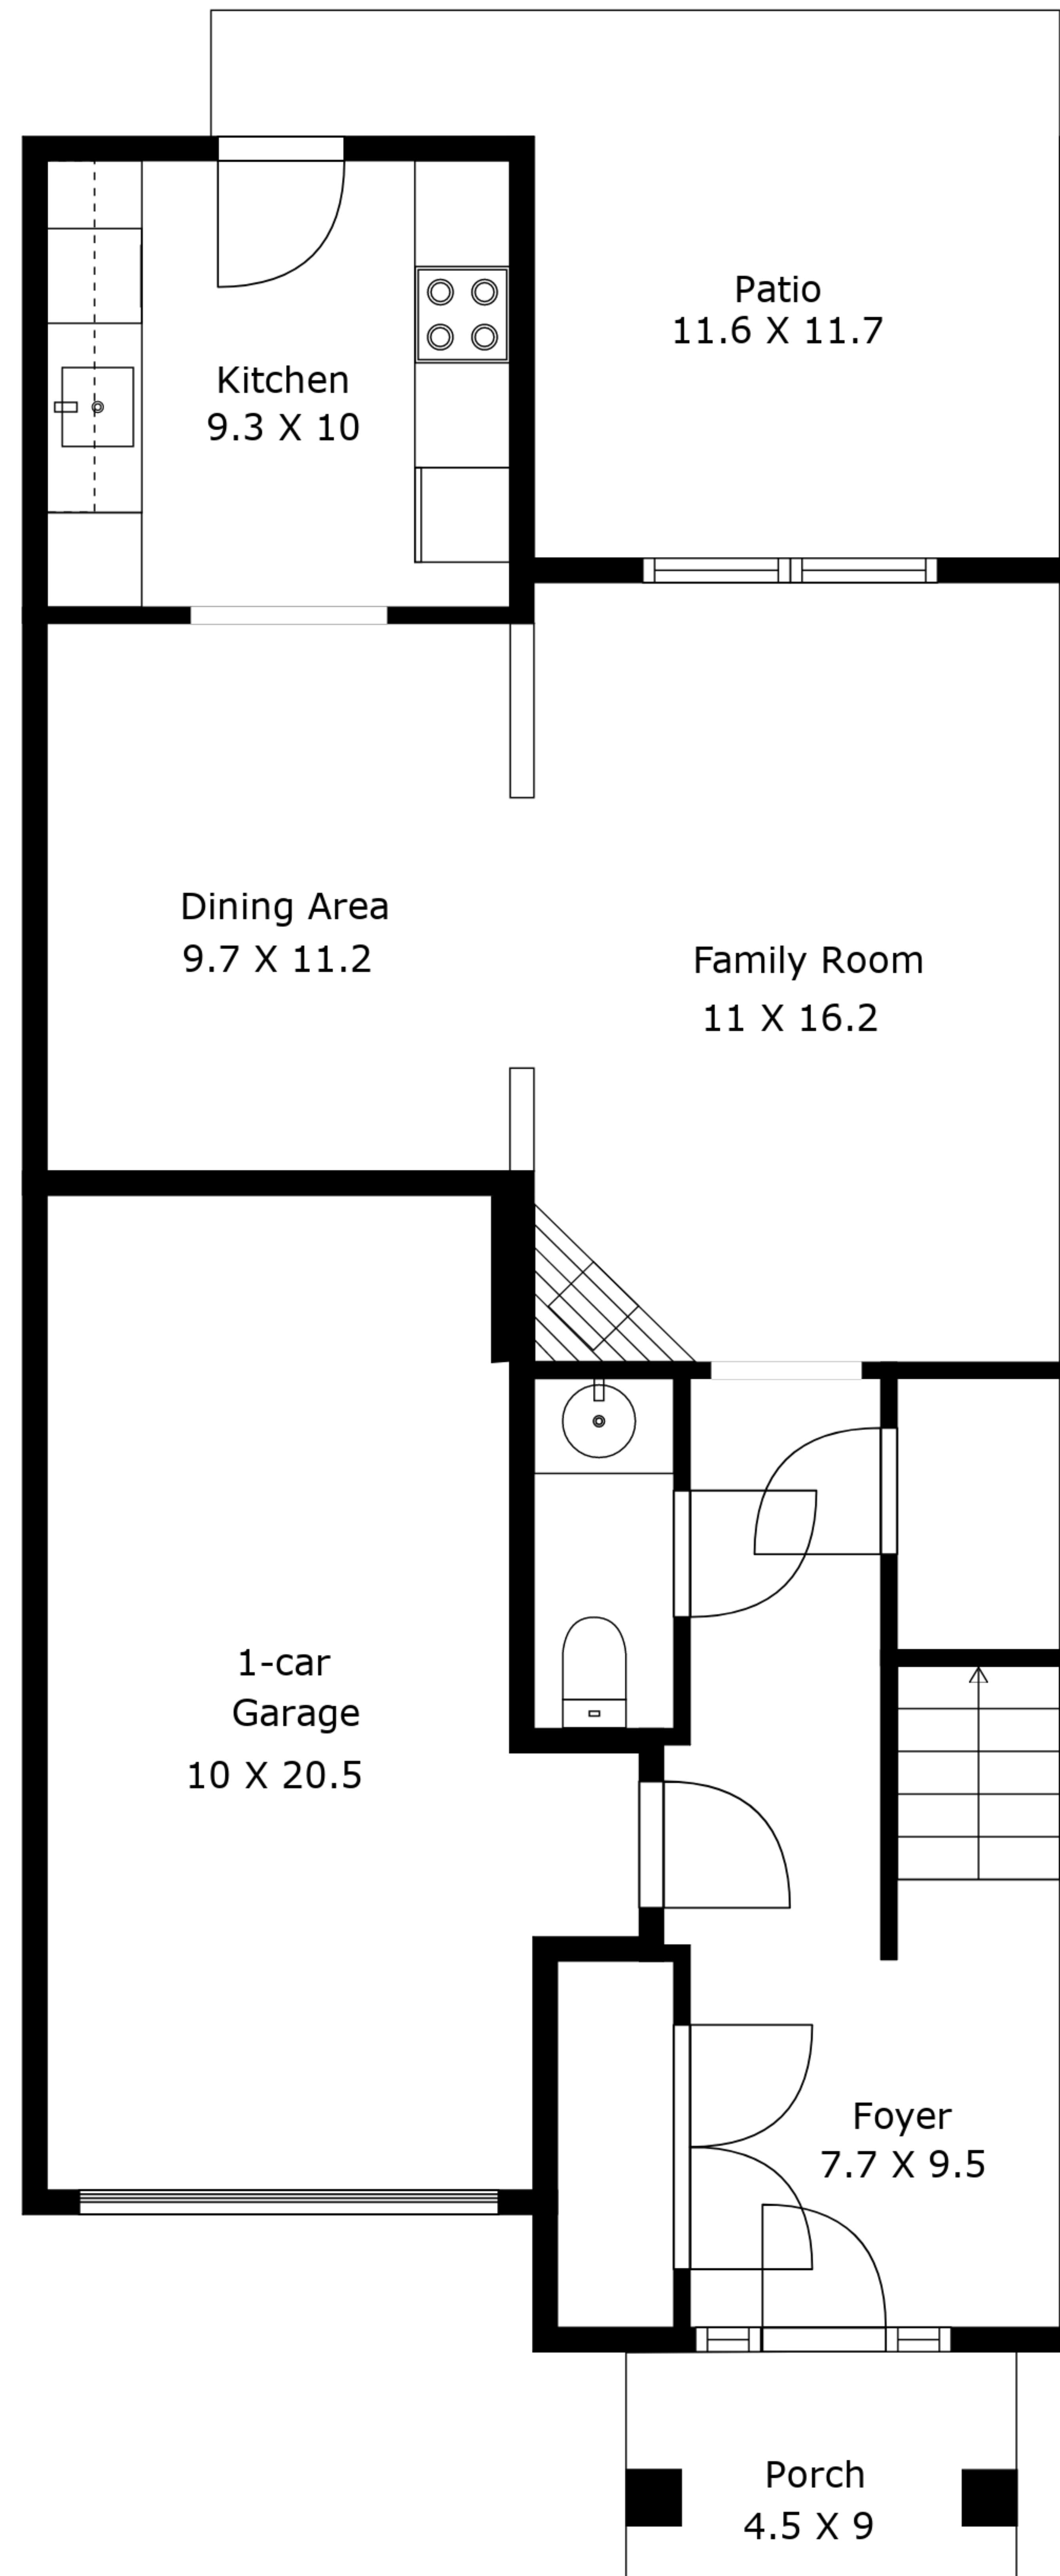 Patio
11.6 X 11.7
Kitchen
9.3 X 10
Dining Area
9.7 X 11.2
Family Room
11 X 16.2
1-car
Garage
10 X 20.5
Foyer
7.7 X 9.5
Porch
4.5 X 9